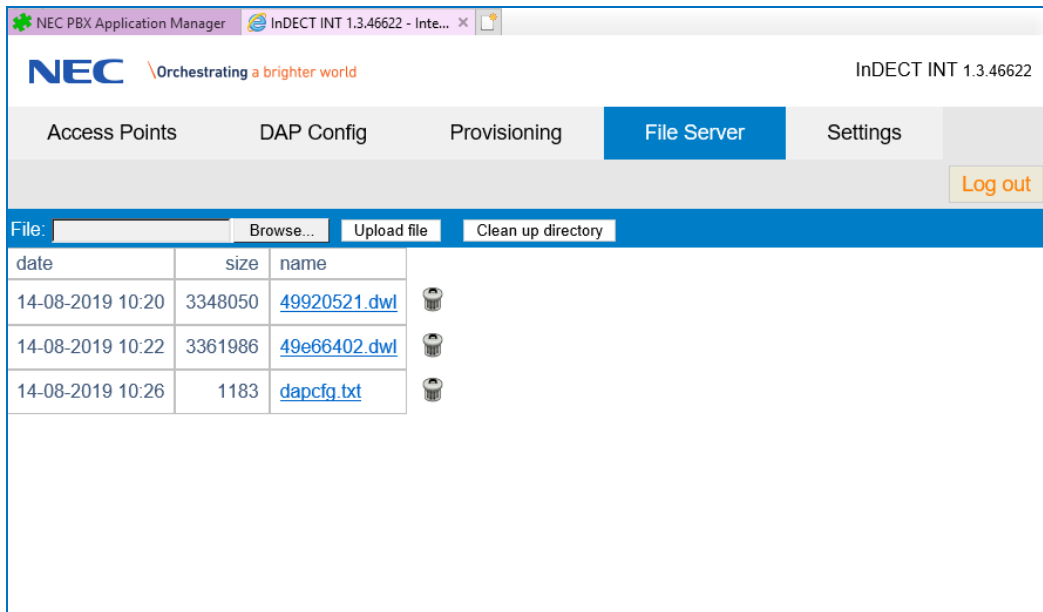 NEC PBX Application Manager InDECT INT 1.3.46622 - Inte...
NEC \Orchestrating a brighter world InDECT INT 1.3.46622
Access Points DAP Config Provisioning File Server Settings
Log out
File: Browse... Upload file Clean up directory
date size name
14-08-2019 10:20 3348050 49920521.dwl
14-08-2019 10:22 3361986 49e66402.dwl
14-08-2019 10:26 1183 dapcfg.txt